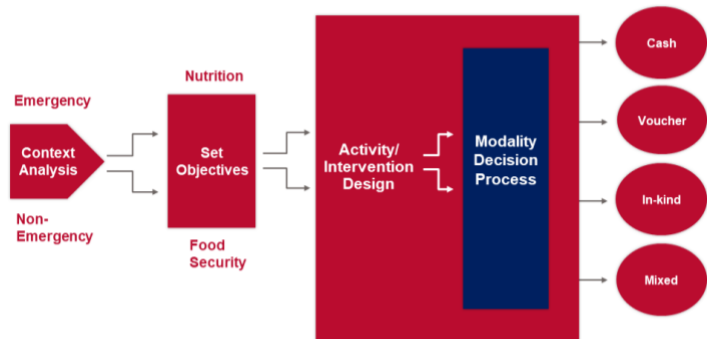 Emergency
Context
Analysis
Non-
Emergency
Nutrition
Set
Objectives
Food
Security
Activity/
Intervention
Design
Modality
Decision
Process
Cash
Voucher
In-kind
Mixed